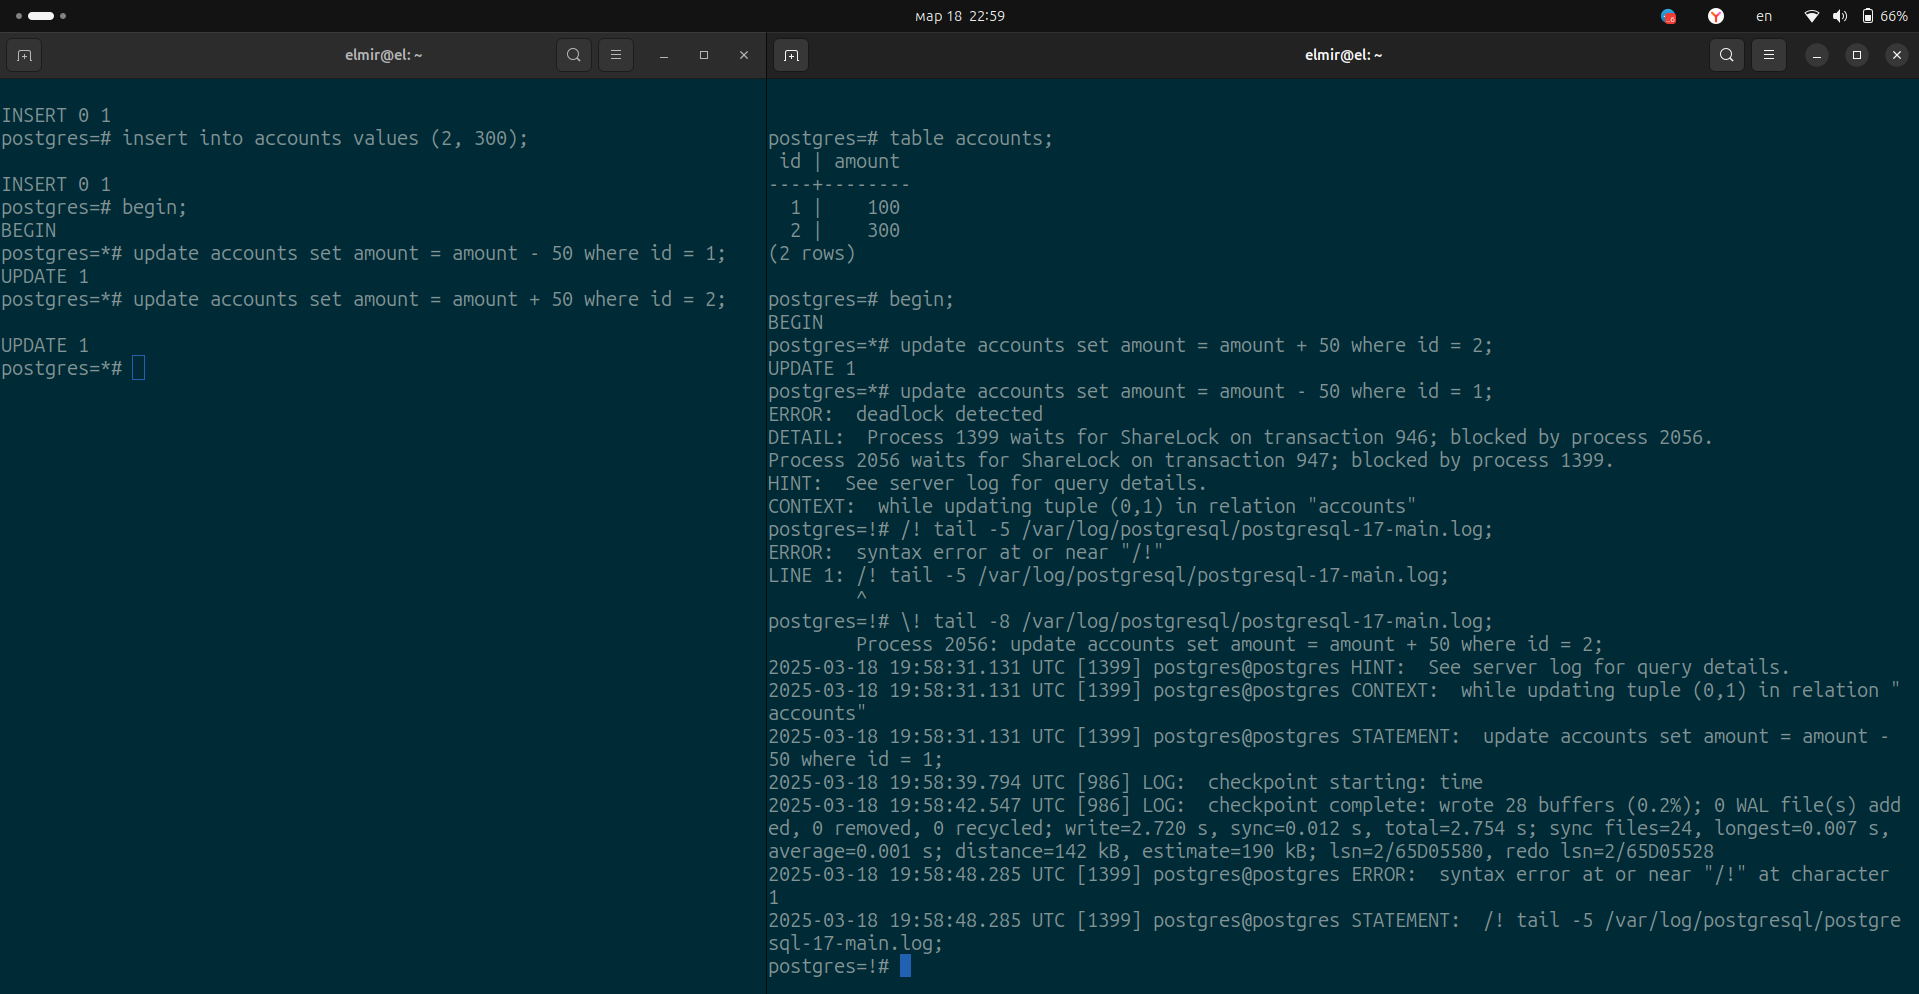 мар 18 22:59
en
66%
elmir@el: ~
INSERT 0 1
postgres=# insert into accounts values (2, 300);
INSERT 0 1
postgres=# begin;
BEGIN
postgres=*# update accounts set amount = amount - 50 where id = 1;
UPDATE 1
postgres=*# update accounts set amount = amount + 50 where id = 2;
UPDATE 1
postgres=*#
elmir@el: ~
postgres=# table accounts;
id | amount
----+--------
1 | 100
2 | 300
(2 rows)
postgres=# begin;
BEGIN
postgres=*# update accounts set amount = amount + 50 where id = 2;
UPDATE 1
postgres=*# update accounts set amount = amount - 50 where id = 1;
ERROR:  deadlock detected
DETAIL:  Process 1399 waits for ShareLock on transaction 946; blocked by process 2056.
Process 2056 waits for ShareLock on transaction 947; blocked by process 1399.
HINT:  See server log for query details.
CONTEXT:  while updating tuple (0,1) in relation "accounts"
postgres=!# /! tail -5 /var/log/postgresql/postgresql-17-main.log;
ERROR:  syntax error at or near "/!"
LINE 1: /! tail -5 /var/log/postgresql/postgresql-17-main.log;
^
postgres=!# \! tail -8 /var/log/postgresql/postgresql-17-main.log;
Process 2056: update accounts set amount = amount + 50 where id = 2;
2025-03-18 19:58:31.131 UTC [1399] postgres@postgres HINT:  See server log for query details.
2025-03-18 19:58:31.131 UTC [1399] postgres@postgres CONTEXT:  while updating tuple (0,1) in relation "
accounts"
2025-03-18 19:58:31.131 UTC [1399] postgres@postgres STATEMENT:  update accounts set amount = amount -
50 where id = 1;
2025-03-18 19:58:39.794 UTC [986] LOG:  checkpoint starting: time
2025-03-18 19:58:42.547 UTC [986] LOG:  checkpoint complete: wrote 28 buffers (0.2%); 0 WAL file(s) add
ed, 0 removed, 0 recycled; write=2.720 s, sync=0.012 s, total=2.754 s; sync files=24, longest=0.007 s,
average=0.001 s; distance=142 kB, estimate=190 kB; lsn=2/65D05580, redo lsn=2/65D05528
2025-03-18 19:58:48.285 UTC [1399] postgres@postgres ERROR:  syntax error at or near "/!" at character
1
2025-03-18 19:58:48.285 UTC [1399] postgres@postgres STATEMENT:  /! tail -5 /var/log/postgresql/postgre
sql-17-main.log;
postgres=!#